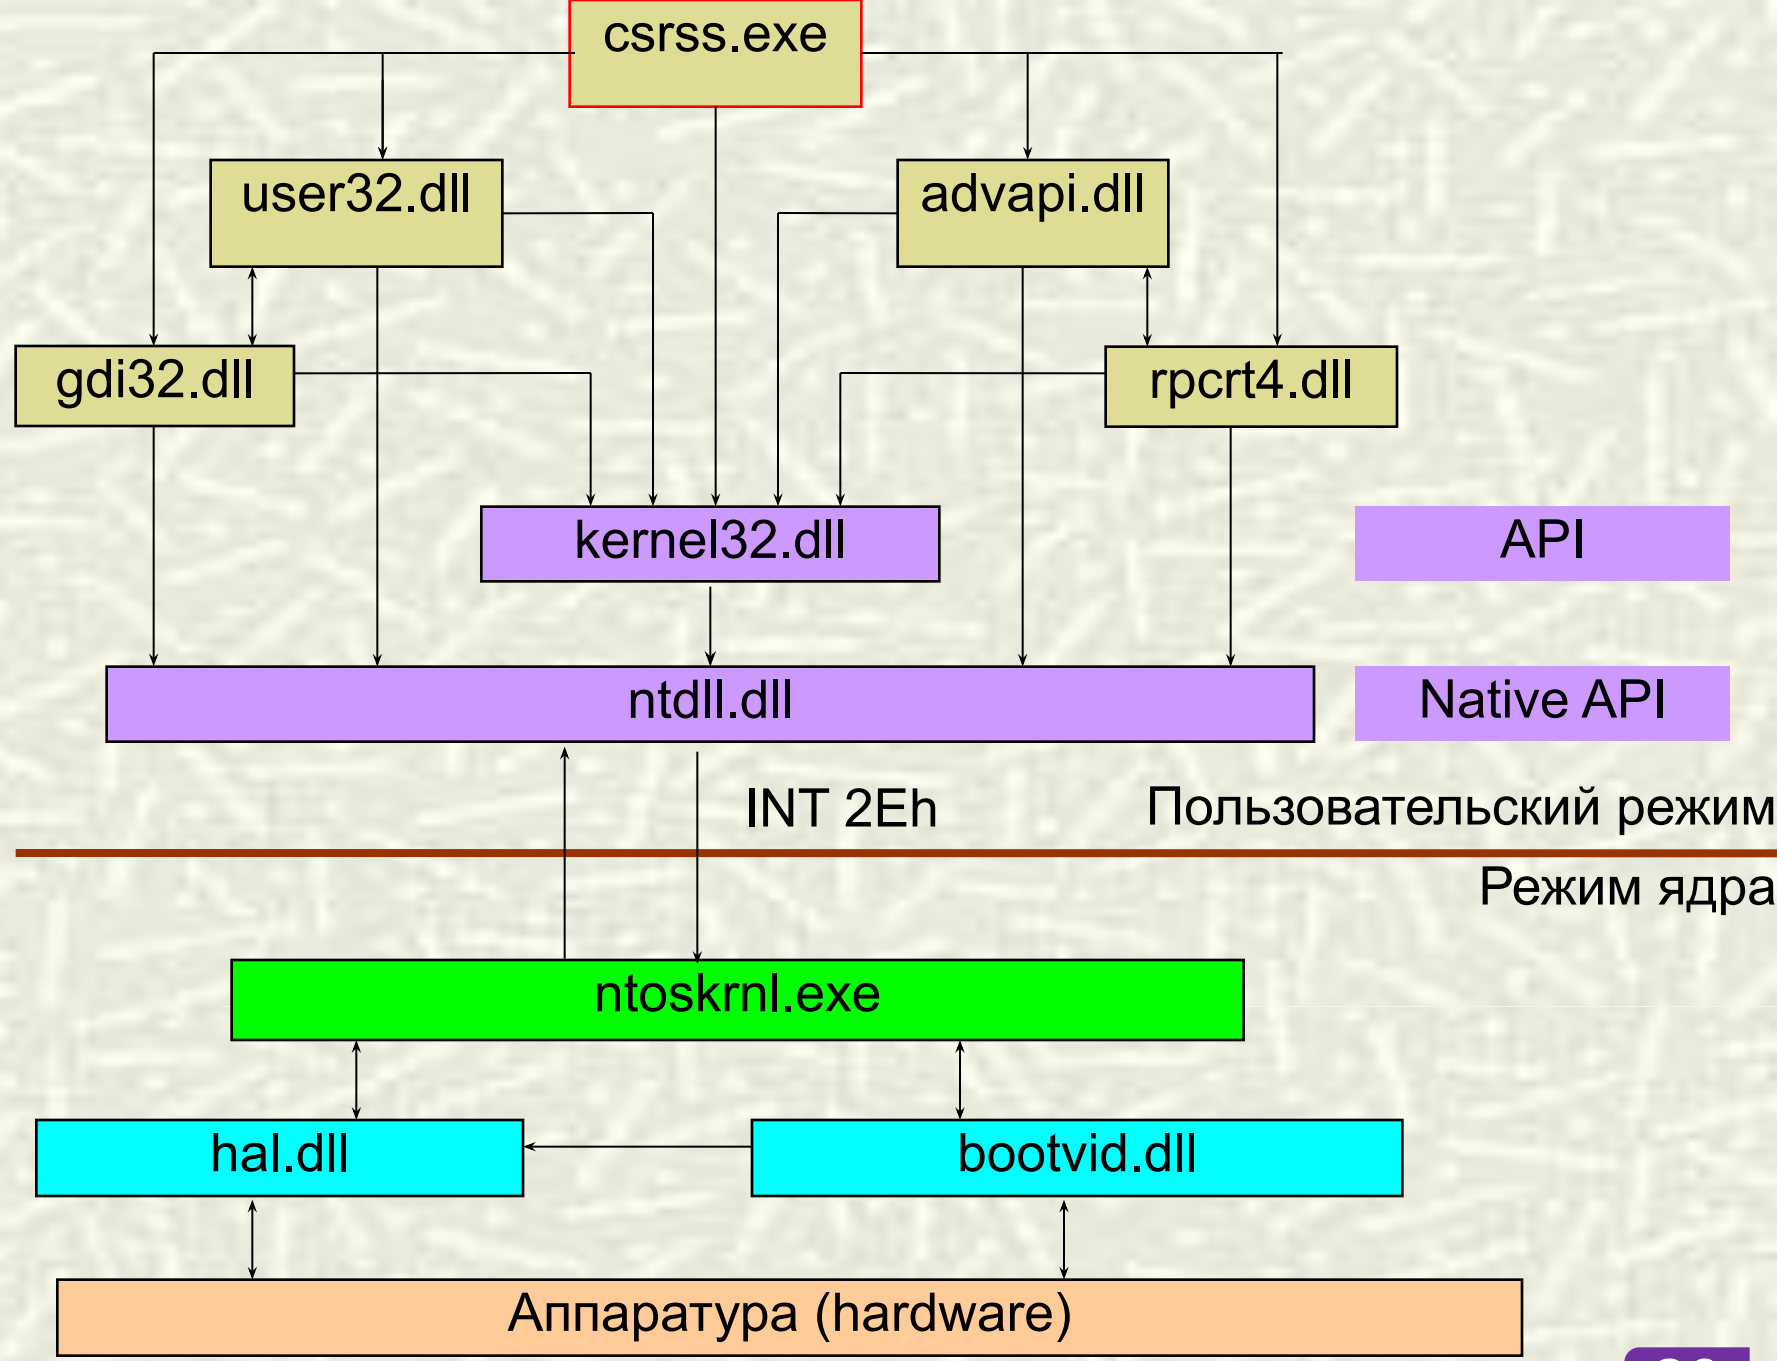 csrss.exe
user32.dll
advapi.dll
gdi32.dll
rpcrt4.dll
kernel32.dll
API
ntdll.dll
Native API
INT 2Eh
Пользовательский режим
Режим ядра
ntoskrnl.exe
hal.dll
bootvid.dll
Аппаратура (hardware)